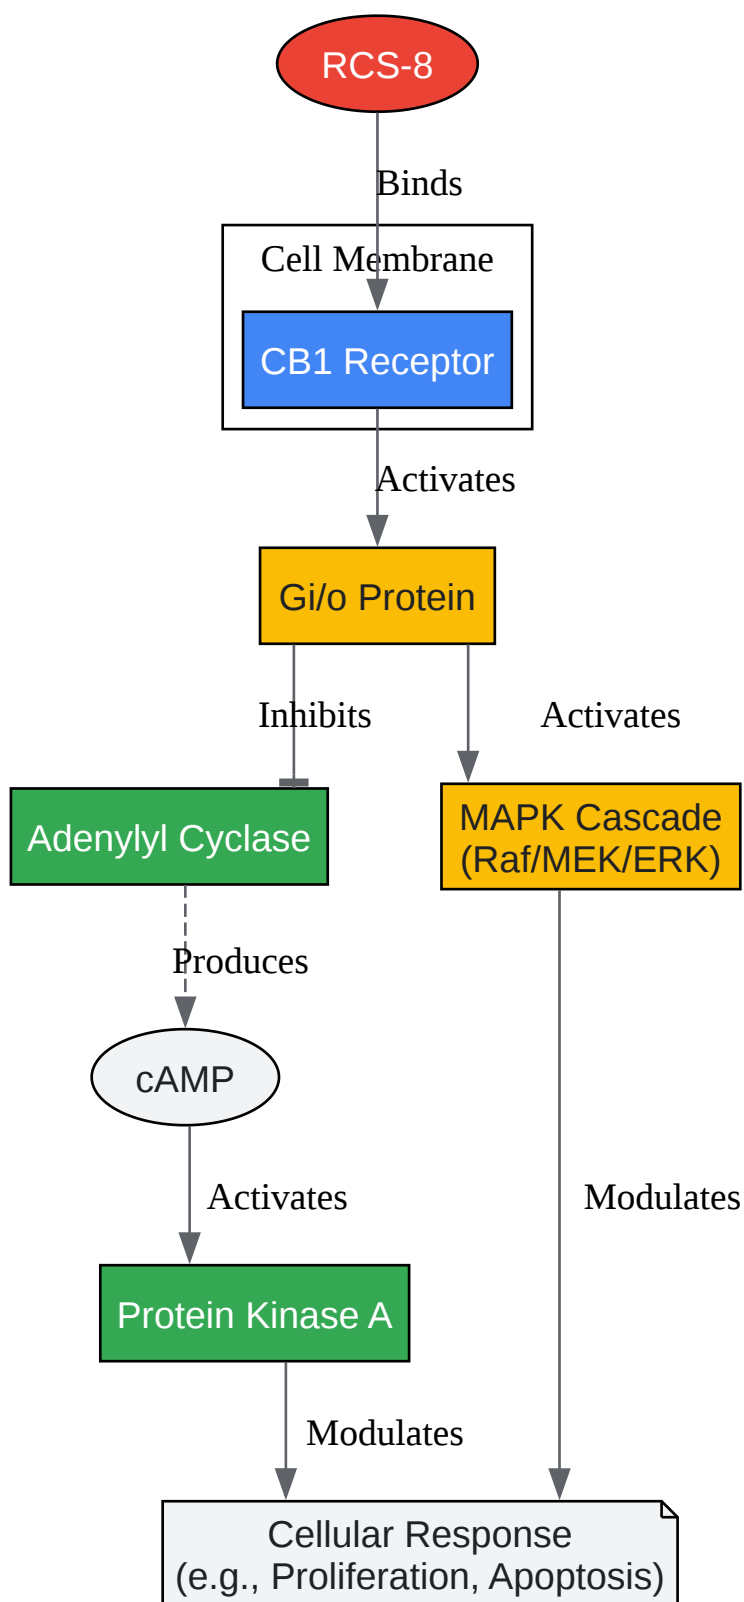 RCS-8
Binds
Cell Membrane
CB1 Receptor
Activates
Gi/o Protein
Inhibits
Activates
Adenylyl Cyclase
MAPK Cascade
(Raf/MEK/ERK)
Produces
cAMP
Activates
Modulates
Protein Kinase A
Modulates
Cellular Response
(e.g., Proliferation, Apoptosis)